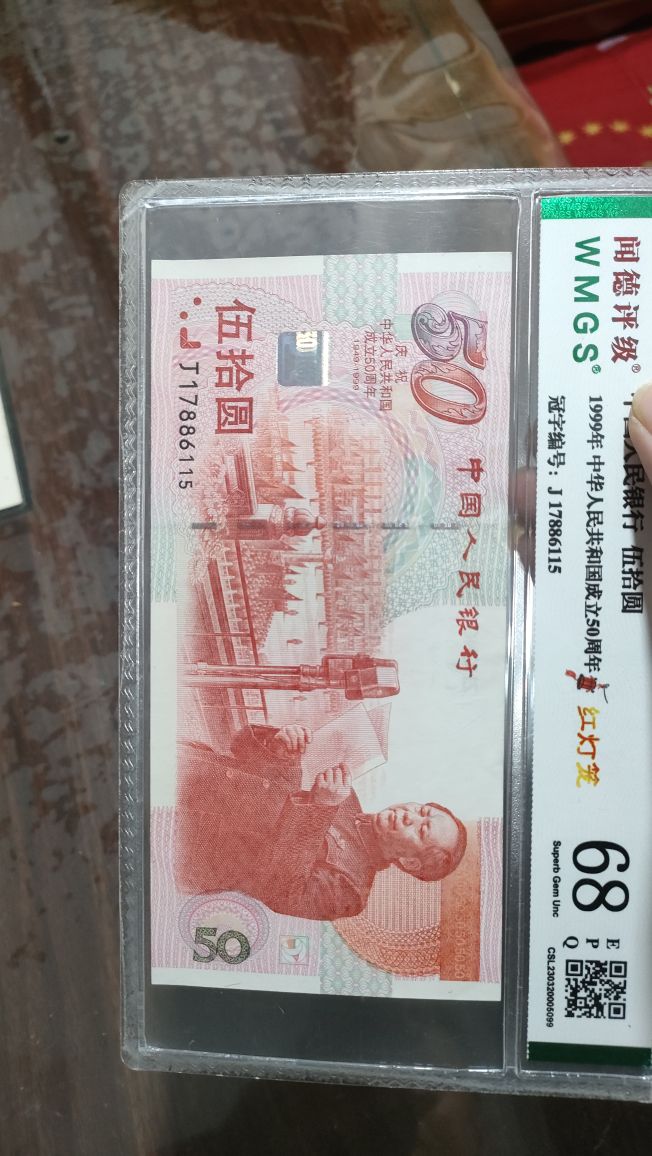 闻德评级®
WMGS®
中国人民银行 伍拾圆
1999年 中华人民共和国成立50周年
冠字编号：J 17886115
红灯笼
68
EPQ
Superb Gem Unc
CSL230320005099
50
中国人民银行
庆祝
中华人民共和国
成立50周年
1949-1999
伍拾圆
J17886115
50